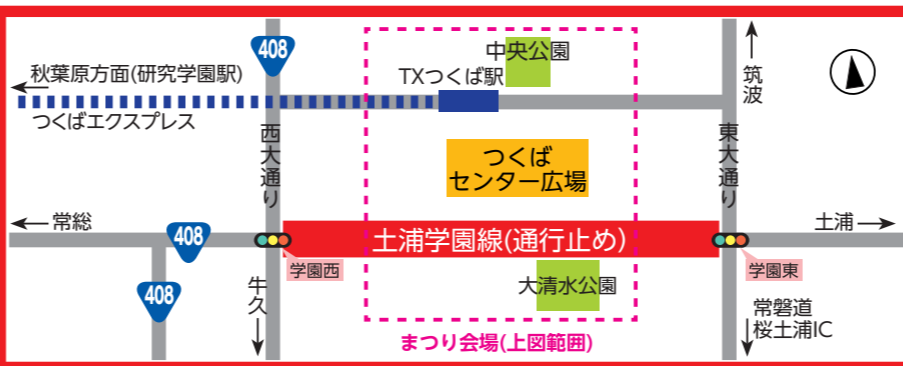 408
中央公園
秋葉原方面(研究学園駅)
TXつくば駅
筑波
つくばエクスプレス
西大通り
東大通り
つくば
センター広場
常総
408
土浦学園線(通行止め)
土浦
学園西
学園東
408
牛久
大清水公園
常磐道
桜土浦IC
まつり会場(上図範囲)